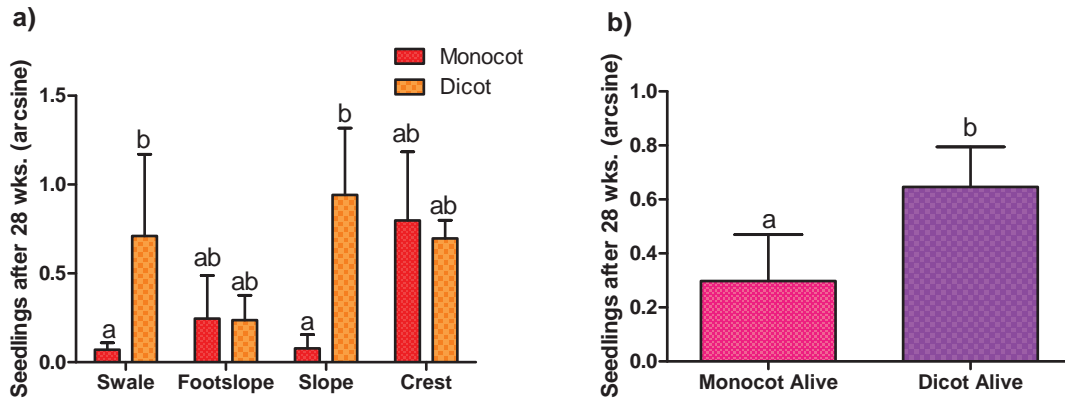 a)
Seedlings after 28 wks. (arcsine)
Monocot
Dicot
1.5
1.0
0.5
0.0
a
b
ab
ab
a
b
ab
ab
Swale
Footslope
Slope
Crest
b)
Seedlings after 28 wks. (arcsine)
1.0
0.8
0.6
0.4
0.2
0.0
a
b
Monocot Alive
Dicot Alive